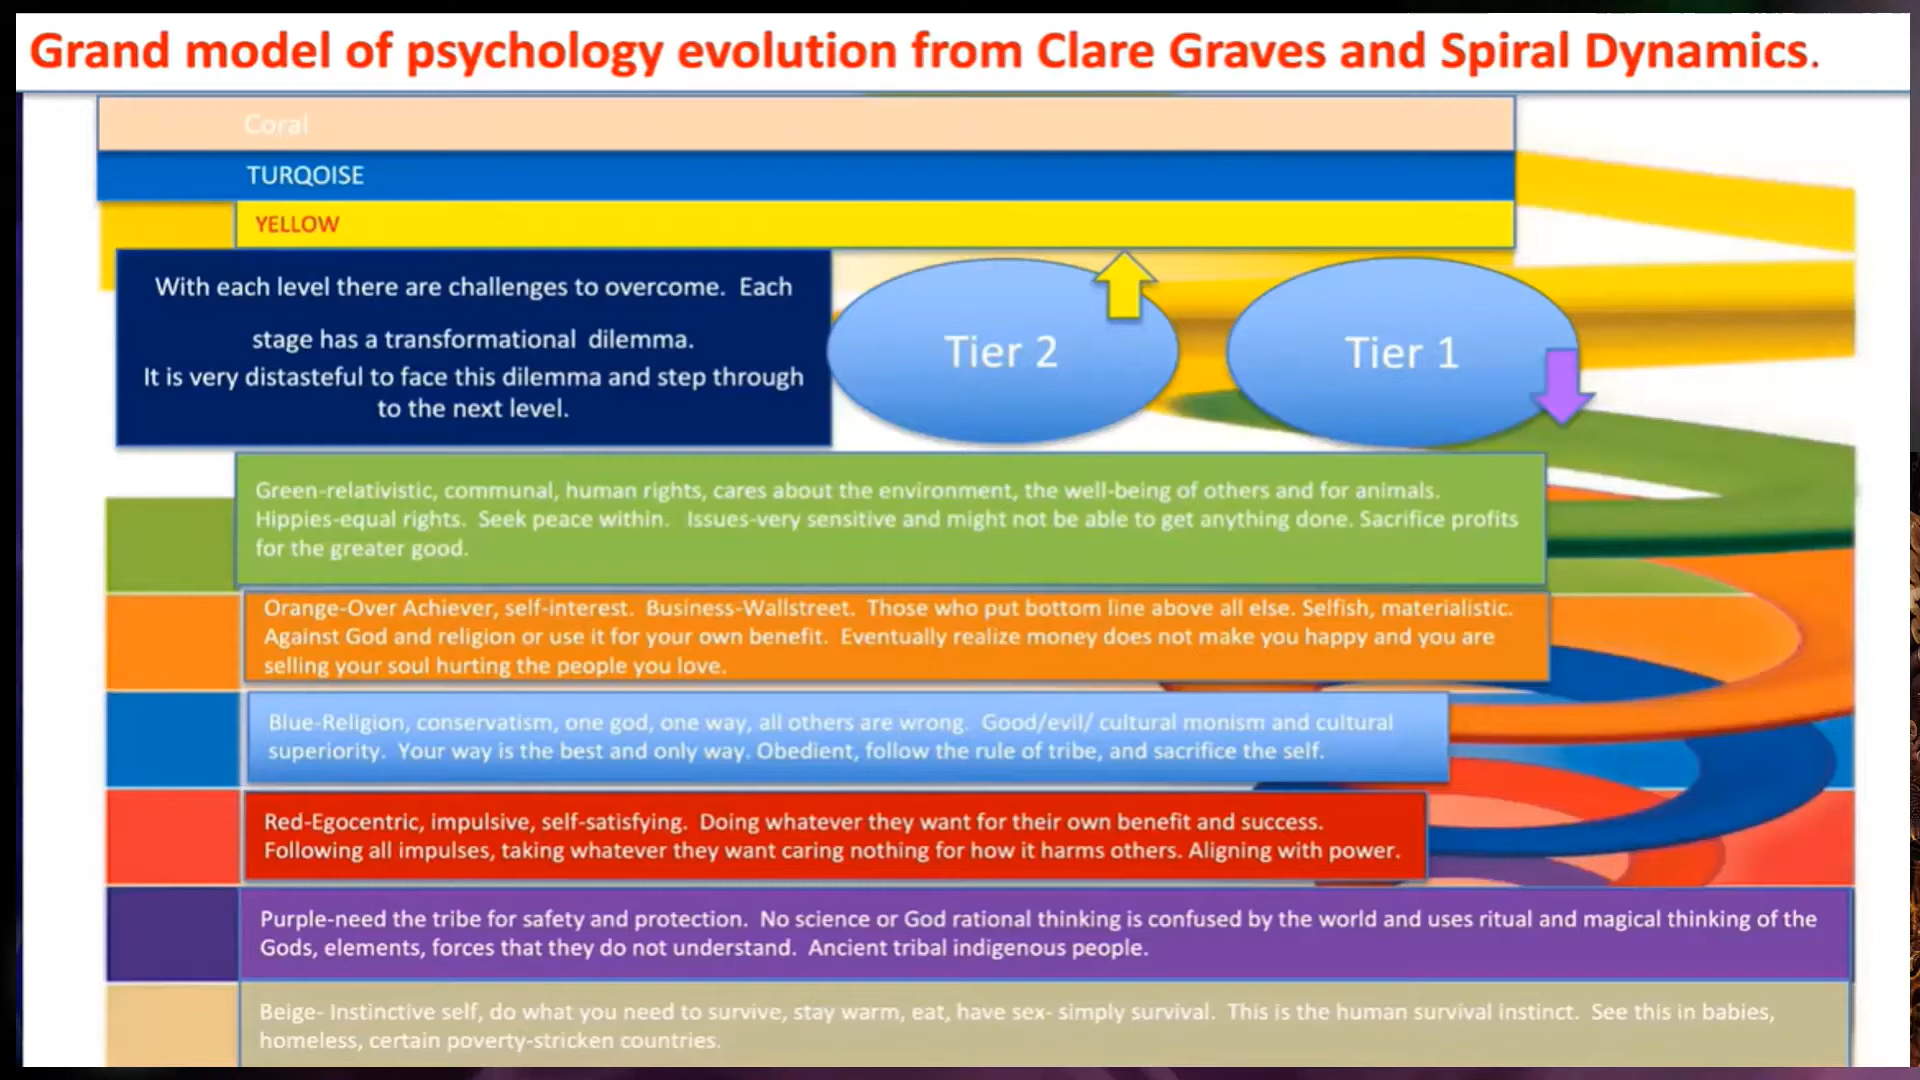 Grand model of psychology evolution from Clare Graves and Spiral Dynamics.
Coral
TURQOISE
YELLOW
With each level there are challenges to overcome. Each
stage has a transformational dilemma.
It is very distasteful to face this dilemma and step through
to the next level.
Tier 2
Tier 1
Green-relativistic, communal, human rights, cares about the environment, the well-being of others and for animals.
Hippies-equal rights. Seek peace within. Issues-very sensitive and might not be able to get anything done. Sacrifice profits
for the greater good.
Orange-Over Achiever, self-interest. Business-Wallstreet. Those who put bottom line above all else. Selfish, materialistic.
Against God and religion or use it for your own benefit. Eventually realize money does not make you happy and you are
selling your soul hurting the people you love.
Blue-Religion, conservatism, one god, one way, all others are wrong. Good/evil/ cultural monism and cultural
superiority. Your way is the best and only way. Obedient, follow the rule of tribe, and sacrifice the self.
Red-Egocentric, impulsive, self-satisfying. Doing whatever they want for their own benefit and success.
Following all impulses, taking whatever they want caring nothing for how it harms others. Aligning with power.
Purple-need the tribe for safety and protection. No science or God rational thinking is confused by the world and uses ritual and magical thinking of the
Gods, elements, forces that they do not understand. Ancient tribal indigenous people.
Beige- Instinctive self, do what you need to survive, stay warm, eat, have sex- simply survival. This is the human survival instinct. See this in babies,
homeless, certain poverty-stricken countries.